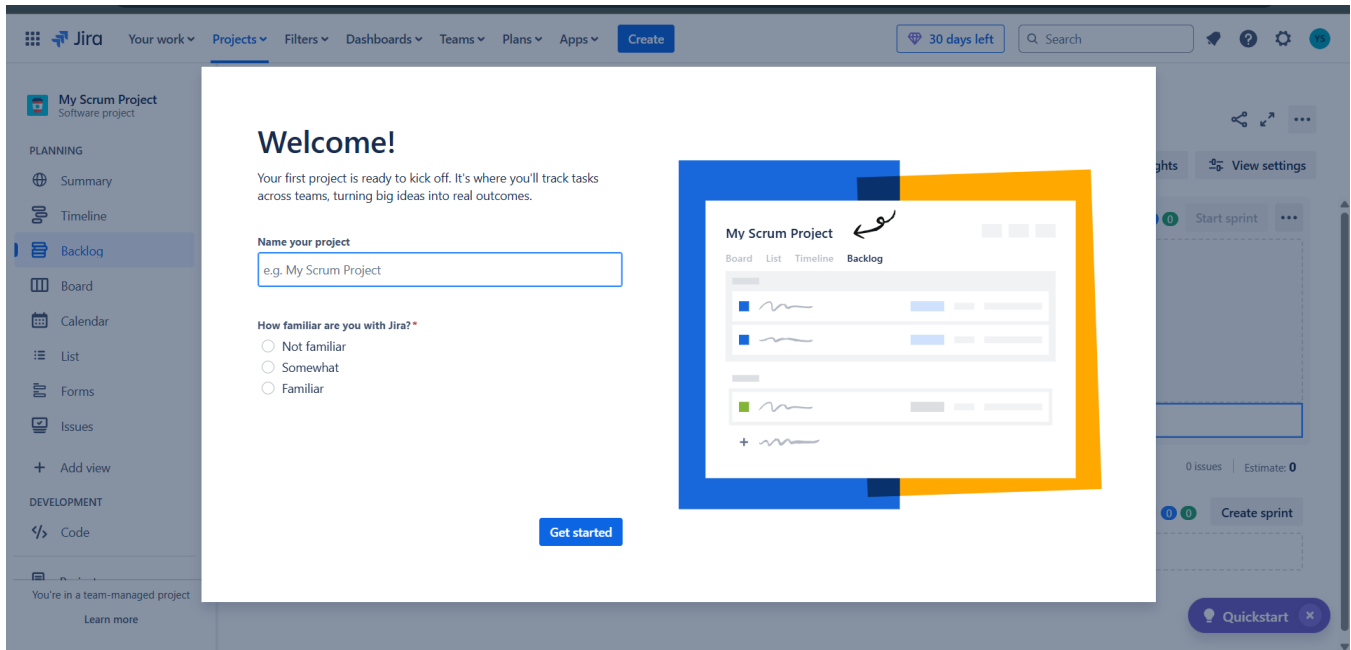 Jira
Your work
Projects
Filters
Dashboards
Teams
Plans
Apps
Create
30 days left
Search
YS
My Scrum Project
Software project
PLANNING
Summary
Timeline
Backlog
Board
Calendar
List
Forms
Issues
Add view
DEVELOPMENT
Code
You're in a team-managed project
Learn more
Welcome!
Your first project is ready to kick off. It's where you'll track tasks
across teams, turning big ideas into real outcomes.
Name your project
e.g. My Scrum Project
How familiar are you with Jira?*
Not familiar
Somewhat
Familiar
Get started
My Scrum Project
Board List Timeline Backlog
View settings
0 Start sprint
0 issues Estimate: 0
0 0 Create sprint
Quickstart